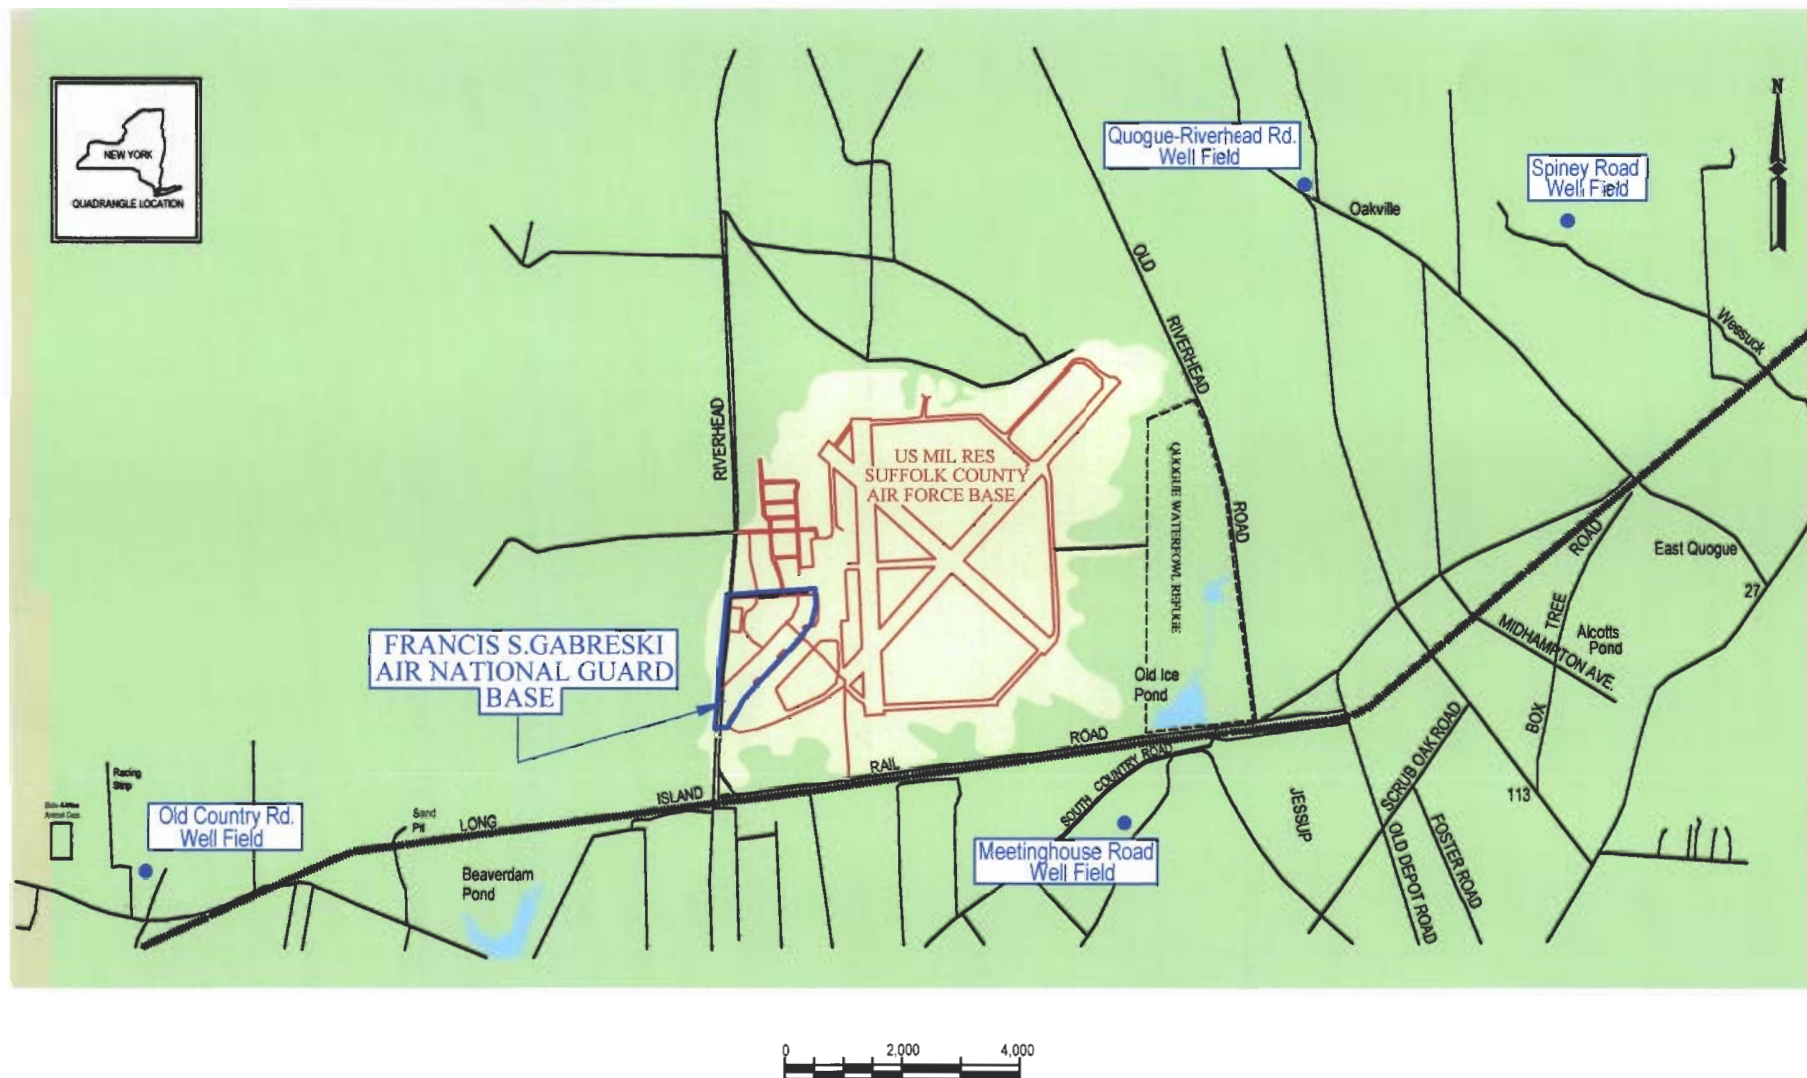 N
NEW YORK
QUADRANGLE LOCATION
Quogue-Riverhead Rd.
Well Field
Spiney Road
Well Field
Oakville
Weesuck
OLD
RIVERHEAD
ROAD
RIVERHEAD
US MIL RES
SUFFOLK COUNTY
AIR FORCE BASE
QUOGUE WATERFOWL REFUGE
ROAD
East Quogue
27
TREE
BOX
MIDHAMPTON AVE.
Alcotts
Pond
FRANCIS S.GABRESKI
AIR NATIONAL GUARD
BASE
Old Ice
Pond
LONG
ISLAND
RAIL
ROAD
SOUTH COUNTRY ROAD
SCRUB OAK ROAD
113
JESSUP
OLD DEPOT ROAD
FOSTER ROAD
Racing
Strip
Old Country Rd.
Well Field
Sand
Pit
Beaverdam
Pond
Meetinghouse Road
Well Field
0 2,000 4,000